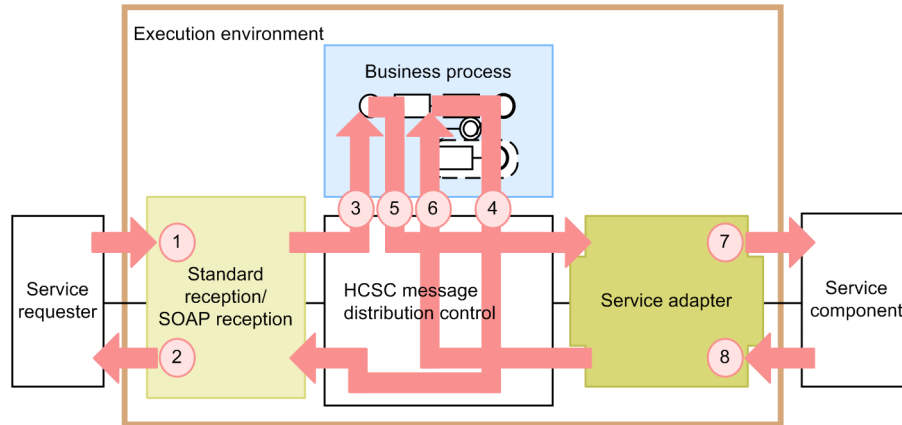 Execution environment
Business process
3
5
6
4
1
7
Service
requester
Standard
reception/
SOAP reception
HCSC message
distribution control
Service adapter
Service
component
2
8